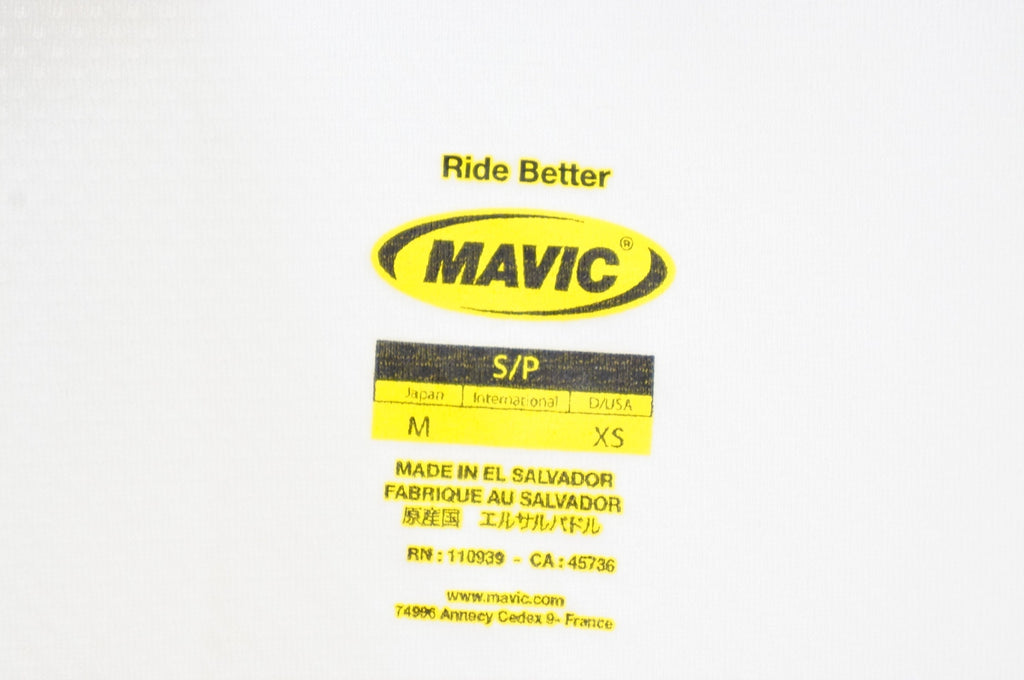 Ride Better
MAVIC®
S/P
Japan International D/USA
M XS
MADE IN EL SALVADOR
FABRIQUE AU SALVADOR
原産国 エルサルバドル
RN : 110939 - CA : 45736
www.mavic.com
74996 Annecy Cedex 9- France